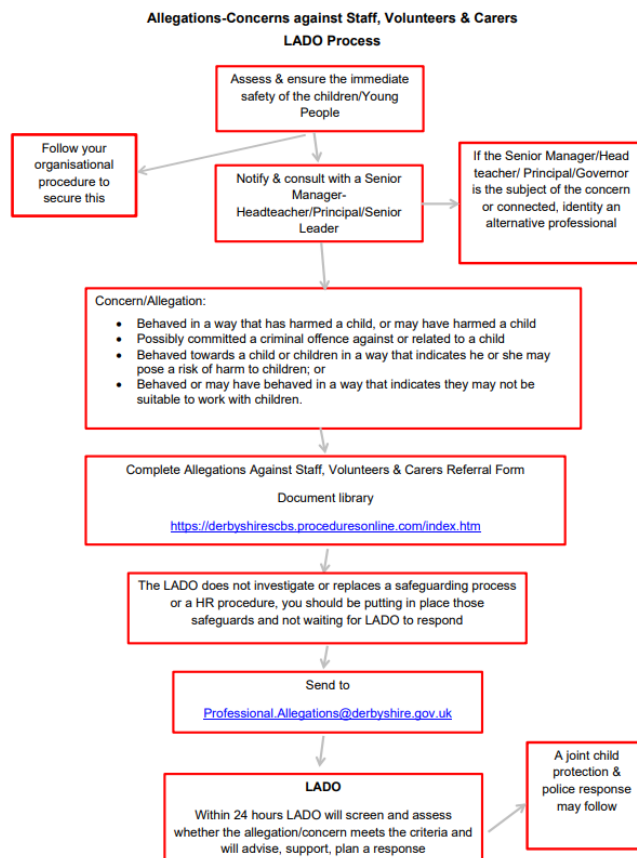 Allegations-Concerns against Staff, Volunteers & Carers
LADO Process
Assess & ensure the immediate
safety of the children/Young
People
Follow your
organisational
procedure to
secure this
Notify & consult with a Senior
Manager-
Headteacher/Principal/Senior
Leader
If the Senior Manager/Head
teacher/ Principal/Governor
is the subject of the concern
or connected, identity an
alternative professional
Concern/Allegation:
• Behaved in a way that has harmed a child, or may have harmed a child
• Possibly committed a criminal offence against or related to a child
• Behaved towards a child or children in a way that indicates he or she may
pose a risk of harm to children; or
• Behaved or may have behaved in a way that indicates they may not be
suitable to work with children.
Complete Allegations Against Staff, Volunteers & Carers Referral Form
Document library
https://derbyshirescbs.proceduresonline.com/index.htm
The LADO does not investigate or replaces a safeguarding process
or a HR procedure, you should be putting in place those
safeguards and not waiting for LADO to respond
Send to
Professional.Allegations@derbyshire.gov.uk
LADO
Within 24 hours LADO will screen and assess
whether the allegation/concern meets the criteria and
will advise, support, plan a response
A joint child
protection &
police response
may follow